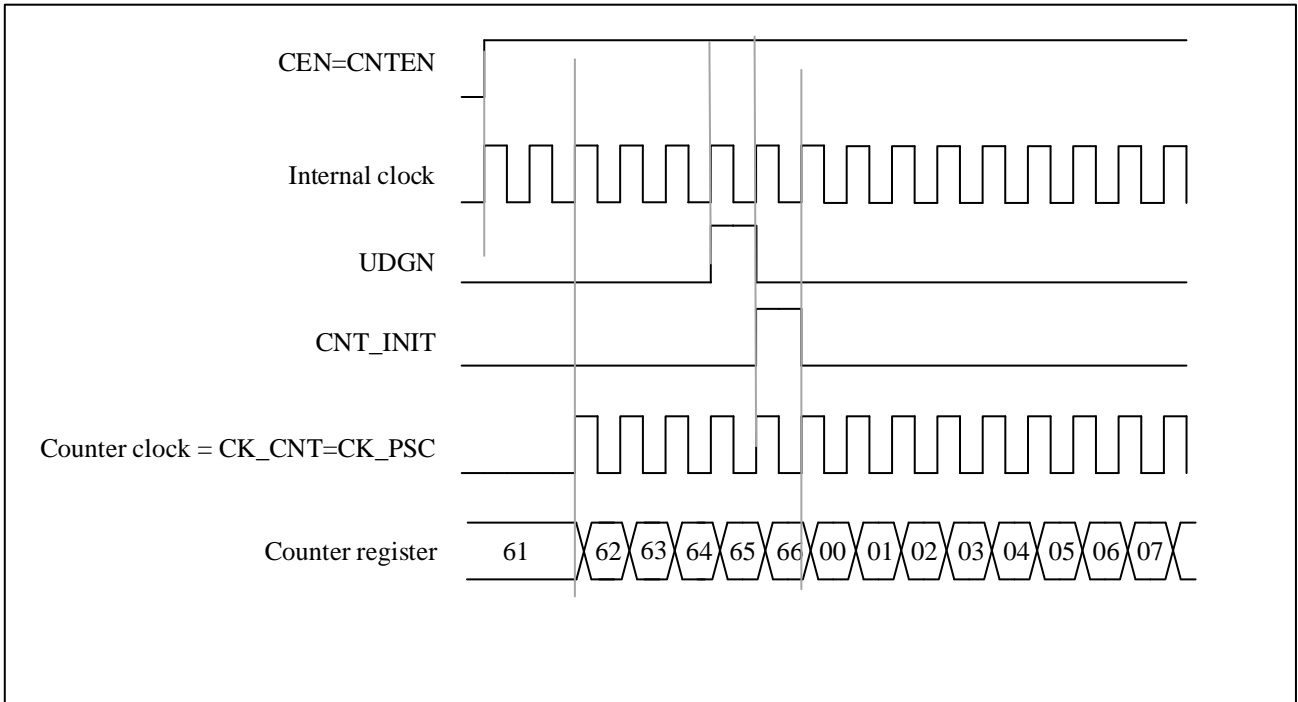 CEN=CNTEN
Internal clock
UDGN
CNT_INIT
Counter clock = CK_CNT=CK_PSC
Counter register 61 62 63 64 65 66 00 01 02 03 04 05 06 07